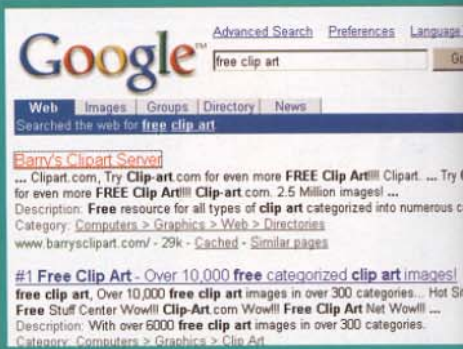 Advanced Search Preferences Language
Google™ free clip art
Web Images Groups Directory News
Searched the web for free clip art
Barry's Clipart Server
... Clipart.com, Try Clip-art.com for even more FREE Clip Art!!!! Clipart. ... Try
for even more FREE Clip Art!!!! Clip-art.com. 2.5 Million images! ...
Description: Free resource for all types of clip art categorized into numerous
Category: Computers > Graphics > Web > Directories
www.barrysclipart.com/ - 29k - Cached - Similar pages
#1 Free Clip Art - Over 10,000 free categorized clip art images!
free clip art, Over 10,000 free clip art images in over 300 categories... Hot
Free Stuff Center Wow!!! Clip-Art.com Wow!!! Free Clip Art Net Wow!!! ...
Description: With over 6000 free clip art images in over 300 categories.
Category: Computers > Graphics > Clip Art